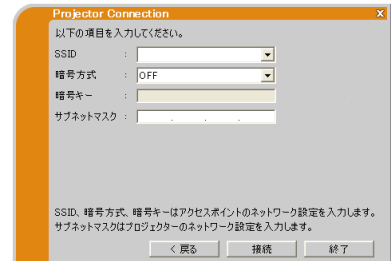 Projector Connection
以下の項目を入力してください。
SSID :
暗号方式 : OFF
暗号キー :
サブネットマスク : . . .
SSID、暗号方式、暗号キーはアクセスポイントのネットワーク設定を入力します。
サブネットマスクはプロジェクターのネットワーク設定を入力します。
< 戻る 接続 終了